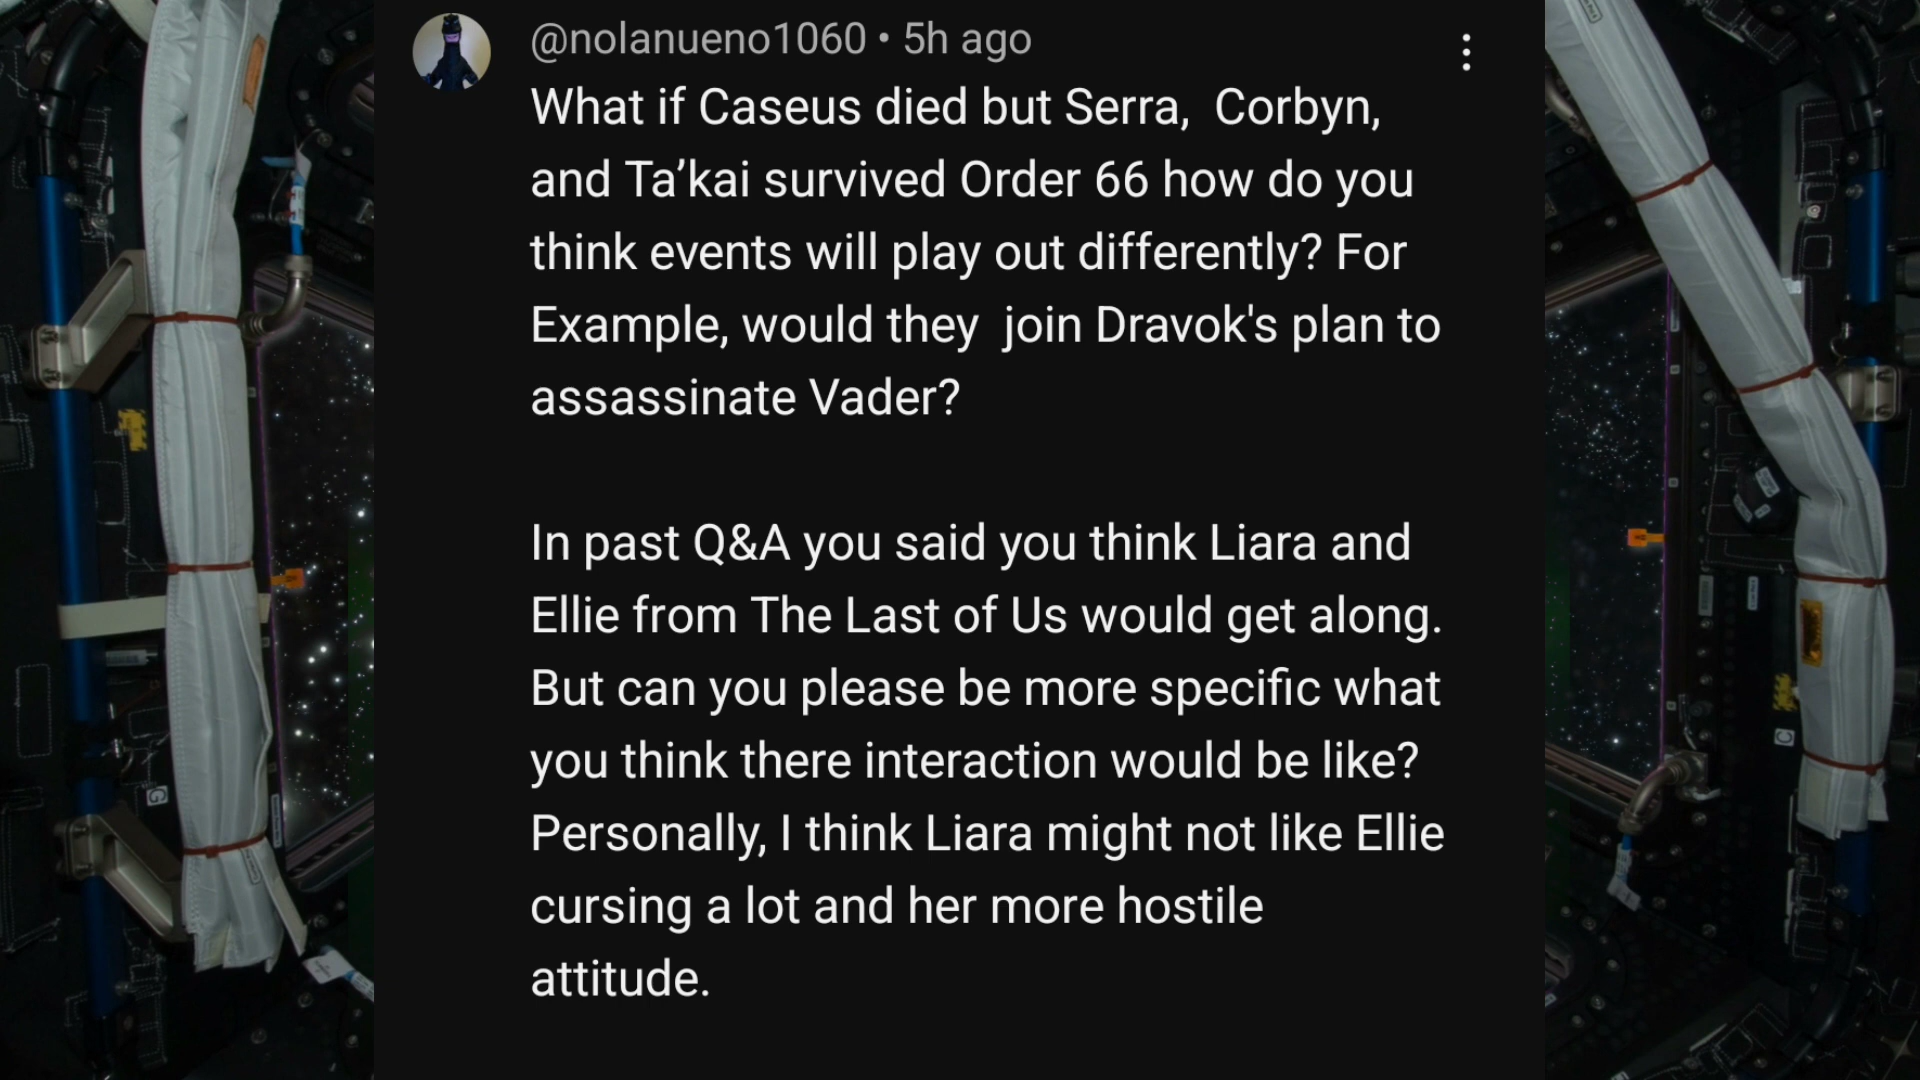 @nolanueno1060 • 5h ago
What if Caseus died but Serra,  Corbyn,
and Ta’kai survived Order 66 how do you
think events will play out differently? For
Example, would they  join Dravok's plan to
assassinate Vader?
In past Q&A you said you think Liara and
Ellie from The Last of Us would get along.
But can you please be more specific what
you think there interaction would be like?
Personally, I think Liara might not like Ellie
cursing a lot and her more hostile
attitude.